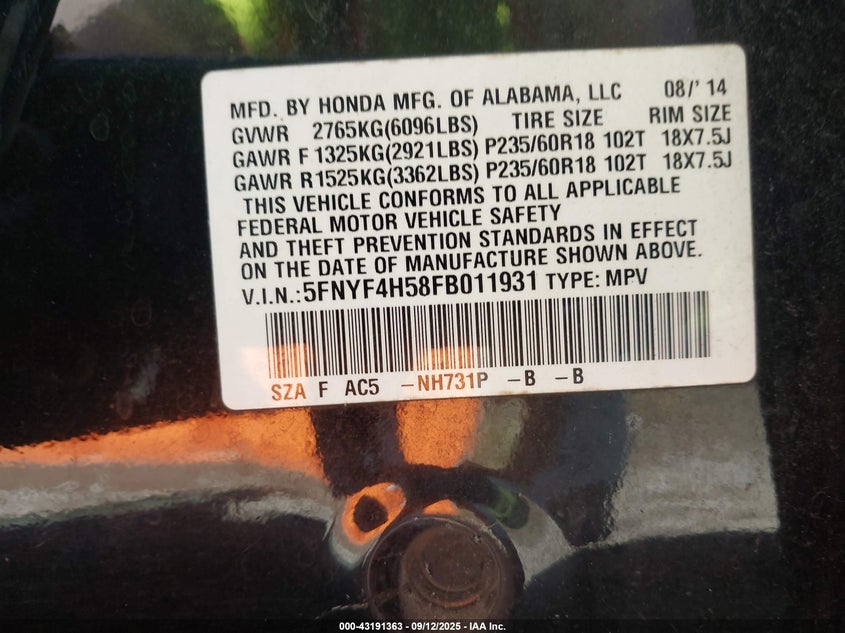 MFD. BY HONDA MFG. OF ALABAMA, LLC 08/' 14
GVWR 2765KG(6096LBS) TIRE SIZE RIM SIZE
GAWR F 1325KG(2921LBS) P235/60R18 102T 18X7.5J
GAWR R1525KG(3362LBS) P235/60R18 102T 18X7.5J
THIS VEHICLE CONFORMS TO ALL APPLICABLE
FEDERAL MOTOR VEHICLE SAFETY
AND THEFT PREVENTION STANDARDS IN EFFECT
ON THE DATE OF MANUFACTURE SHOWN ABOVE.
V.I.N.:5FNYF4H58FB011931 TYPE: MPV
SZA F AC5 -NH731P -B -B
000-43191363 - 09/12/2025 - IAA Inc.